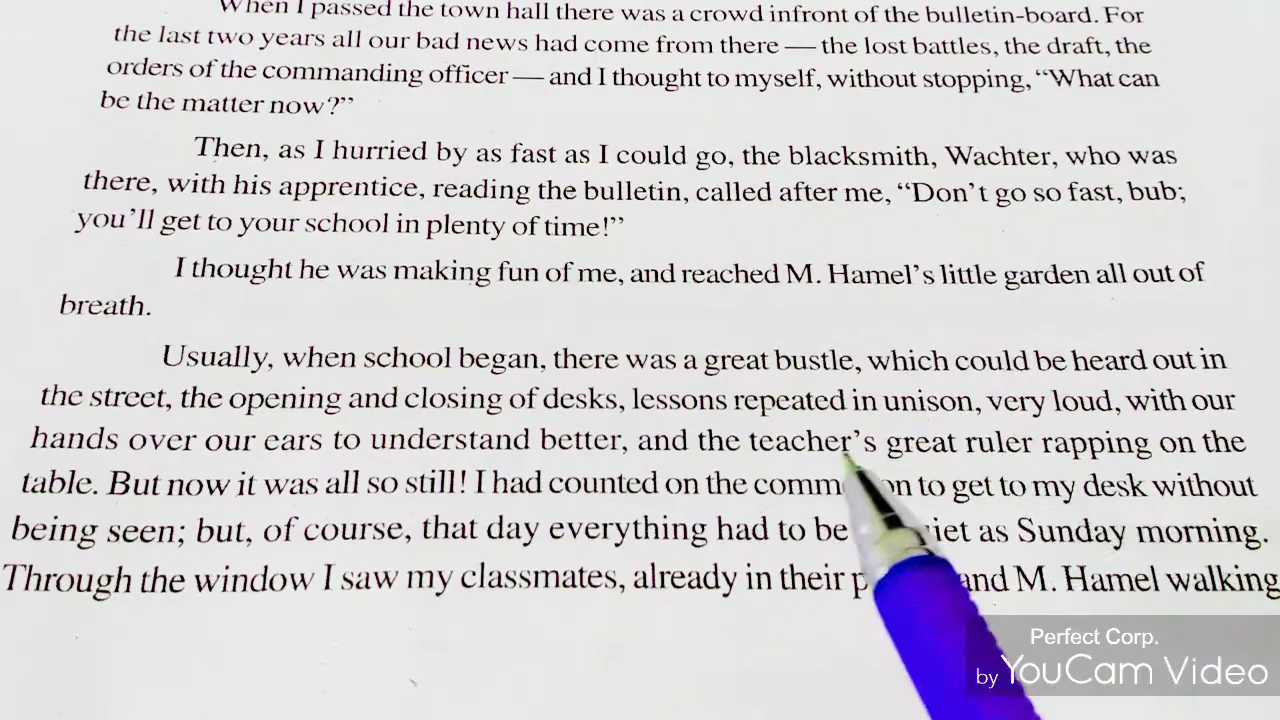 When I passed the town hall there was a crowd infront of the bulletin-board. For
the last two years all our bad news had come from there — the lost battles, the draft, the
orders of the commanding officer — and I thought to myself, without stopping, “What can
be the matter now?”
Then, as I hurried by as fast as I could go, the blacksmith, Wachter, who was
there, with his apprentice, reading the bulletin, called after me, “Don’t go so fast, bub;
you’ll get to your school in plenty of time!”
I thought he was making fun of me, and reached M. Hamel’s little garden all out of
breath.
Usually, when school began, there was a great bustle, which could be heard out in
the street, the opening and closing of desks, lessons repeated in unison, very loud, with our
hands over our ears to understand better, and the teacher’s great ruler rapping on the
table. But now it was all so still! I had counted on the to get to my desk without
being seen; but, of course, that day everything had to be as Sunday morning.
Through the window I saw my classmates, already in their and M. Hamel walking
Perfect Corp.
by YouCam Video